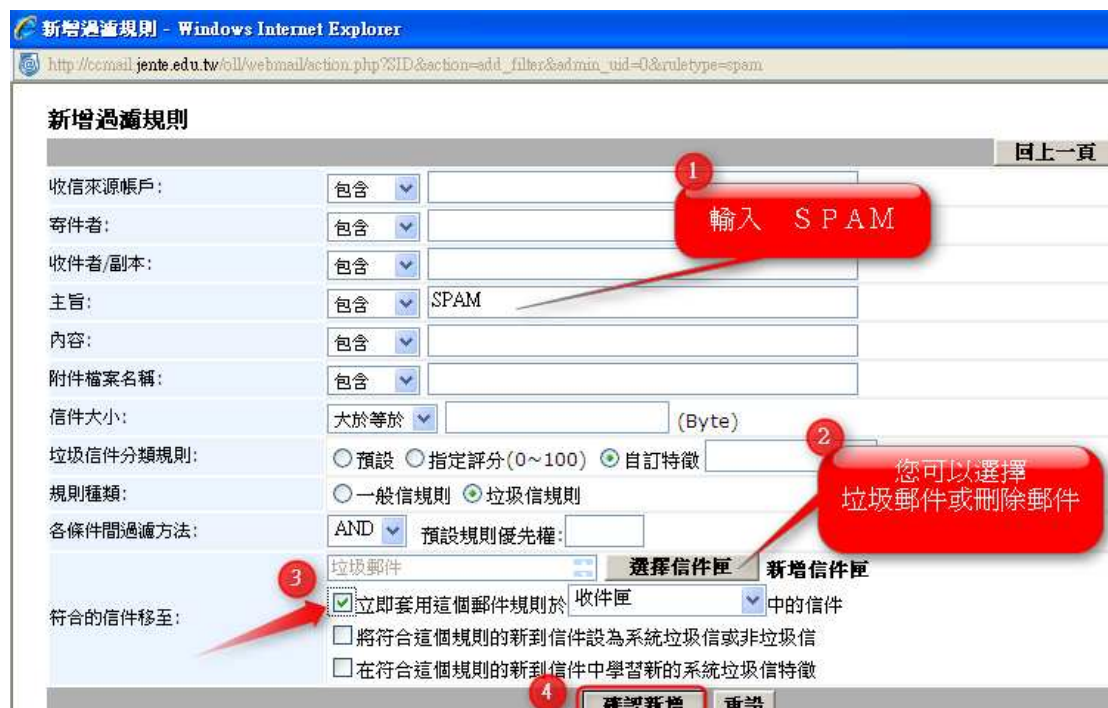 新增過濾規則 - Windows Internet Explorer
http://ccmail.jente.edu.tw/oll/webmail/action.php?SID&action=add_filter&admin_uid=0&ruletype=spam
新增過濾規則
回上一頁
收信來源帳戶: 包含
1
輸入 ＳＰＡＭ
寄件者: 包含
收件者/副本: 包含
主旨: 包含 SPAM
內容: 包含
附件檔案名稱: 包含
信件大小: 大於等於 (Byte)
2
您可以選擇
垃圾郵件或刪除郵件
垃圾信件分類規則: 預設 指定評分(0~100) 自訂特徵
規則種類: 一般信規則 垃圾信規則
各條件間過濾方法: AND 預設規則優先權:
垃圾郵件 選擇信件匣 新增信件匣
3
符合的信件移至: 立即套用這個郵件規則於 收件匣 中的信件
將符合這個規則的新到信件設為系統垃圾信或非垃圾信
在符合這個規則的新到信件中學習新的系統垃圾信特徵
4
確認新增 重設